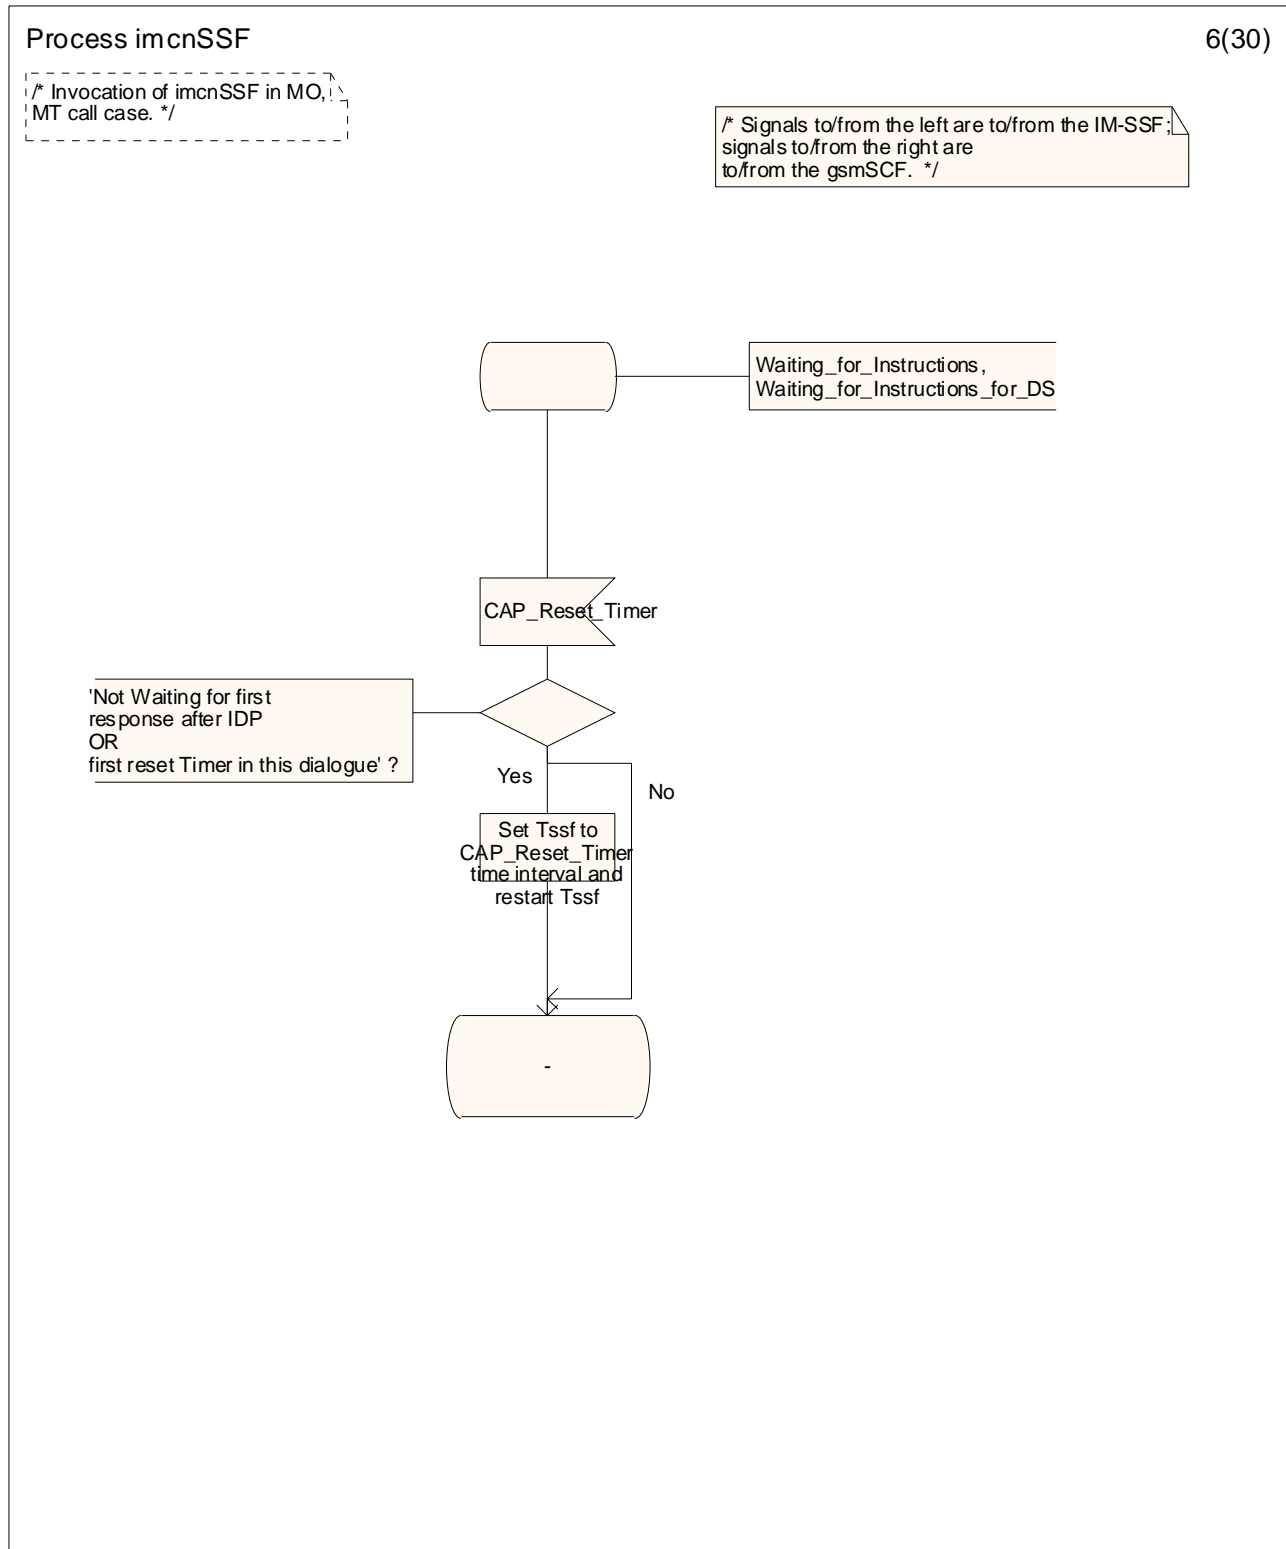 Process imcnSSF
6(30)
/* Invocation of imcnSSF in MO,
MT call case. */
/* Signals to/from the left are to/from the IM-SSF;
signals to/from the right are
to/from the gsmSCF. */
Waiting_for_Instructions,
Waiting_for_Instructions_for_DS
CAP_Reset_Timer
'Not Waiting for first
response after IDP
OR
first reset Timer in this dialogue' ?
Yes
No
Set Tssf to
CAP_Reset_Timer
time interval and
restart Tssf
-